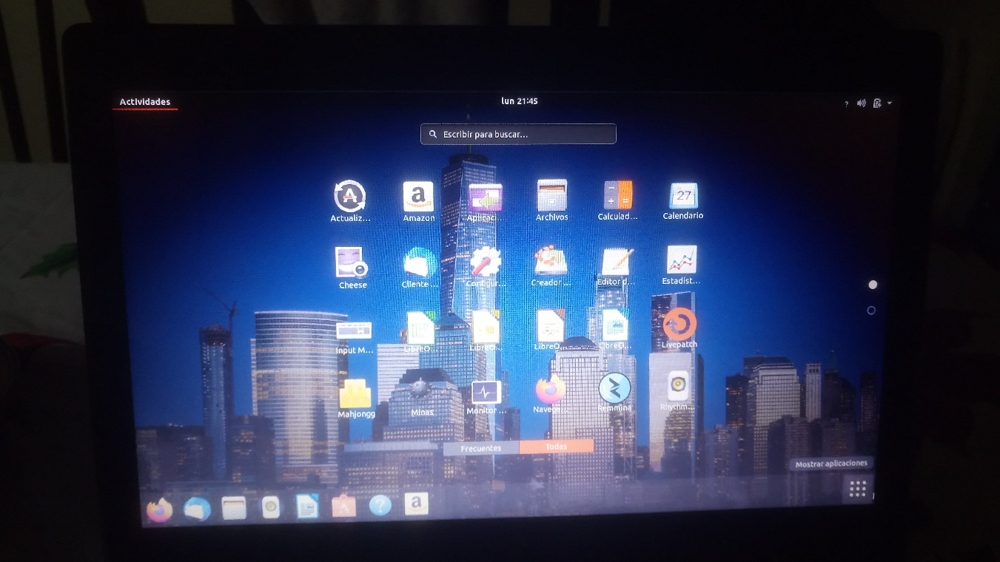 Actividades
lun 21:45
?
Escribir para buscar...
Actualiz...
Amazon
Aplicaci...
Archivos
Calculad...
27
Calendario
Cheese
Cliente ...
Configur...
Creador ...
Editor d...
Estadíst...
Input M...
LibreO...
LibreO...
LibreO...
LibreO...
Livepatch
Mahjongg
Minas
Monitor ...
Navega...
Remmina
Rhythm...
Frecuentes
Todas
Mostrar aplicaciones